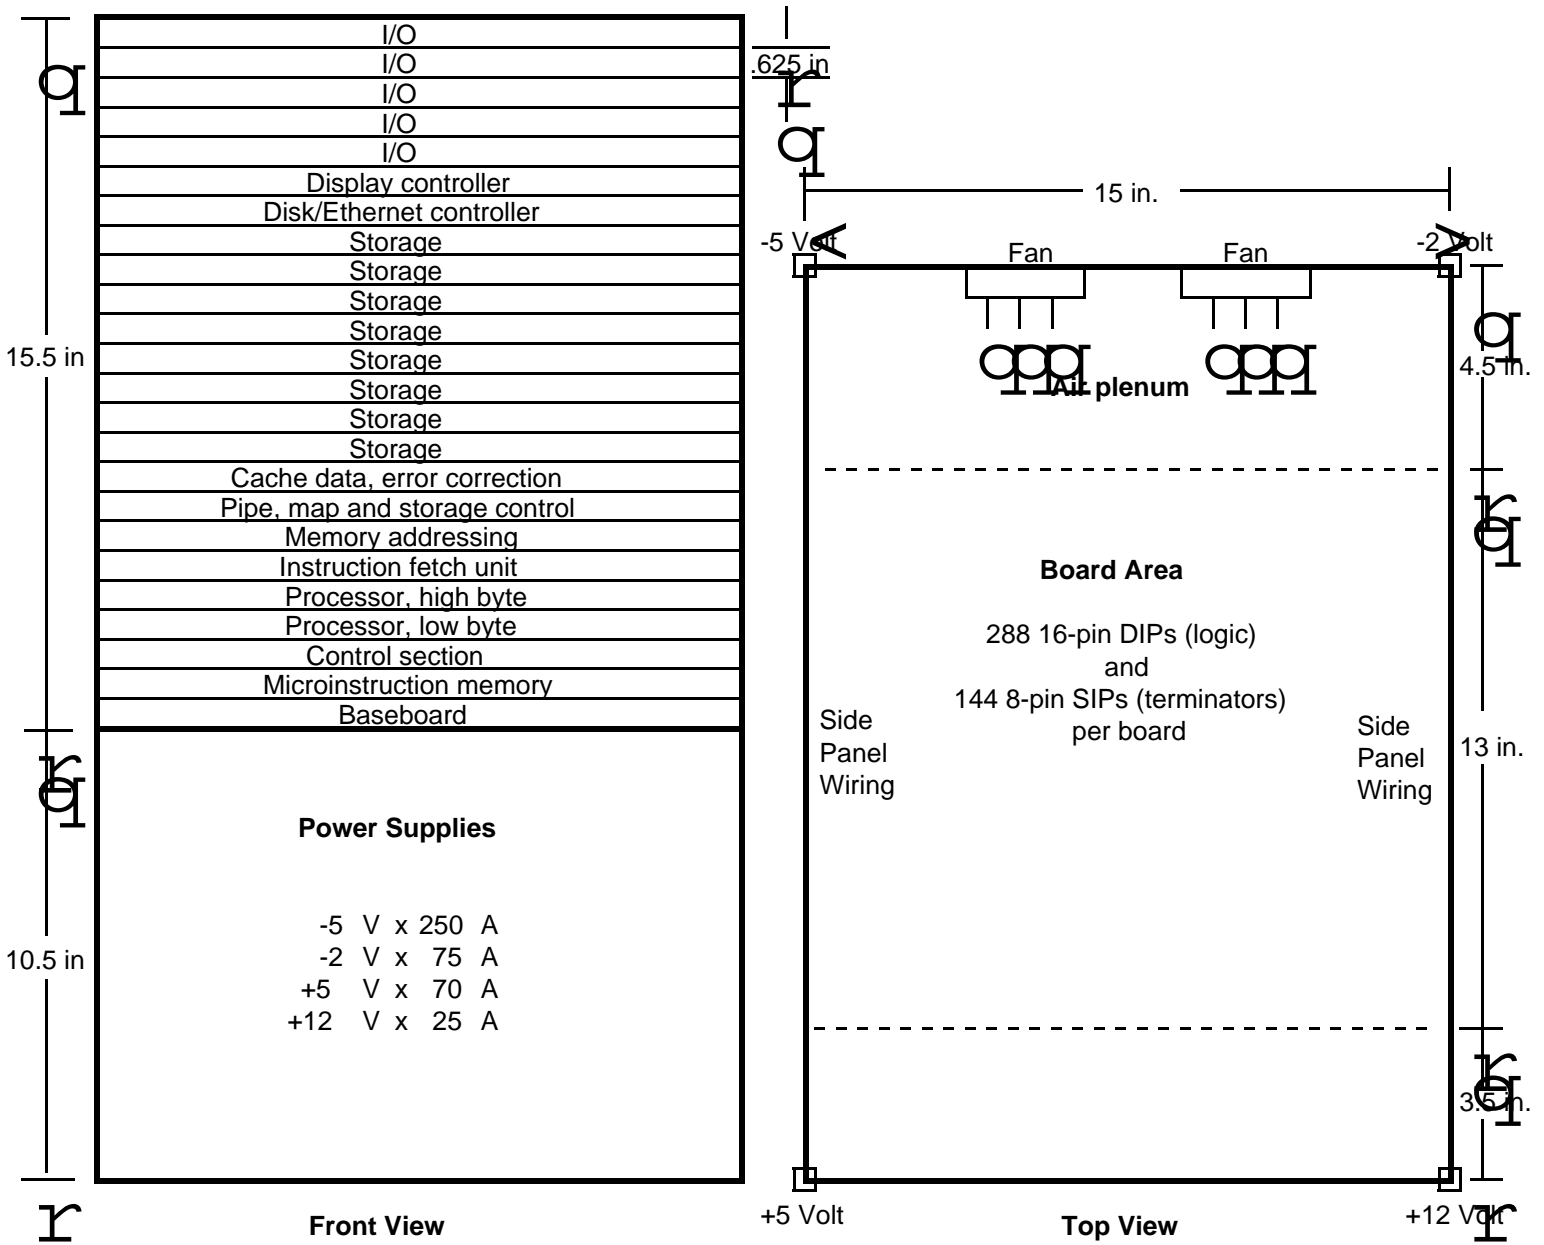 I/O
I/O
I/O
I/O
I/O
Display controller
Disk/Ethernet controller
Storage
Storage
Storage
Storage
Storage
Storage
Storage
Storage
Cache data, error correction
Pipe, map and storage control
Memory addressing
Instruction fetch unit
Processor, high byte
Processor, low byte
Control section
Microinstruction memory
Baseboard
q
15.5 in
r
q
10.5 in
r
Power Supplies
-5 V x 250 A
-2 V x 75 A
+5 V x 70 A
+12 V x 25 A
Front View
.625 in
r
q
15 in.
A
-5 Volt
-2 Volt
Fan
Fan
qqq
qqq
Air plenum
Board Area
288 16-pin DIPs (logic)
and
144 8-pin SIPs (terminators)
per board
Side
Panel
Wiring
Side
Panel
Wiring
q
4.5 in.
r
q
13 in.
r
q
3.5 in.
r
+5 Volt
+12 Volt
Top View